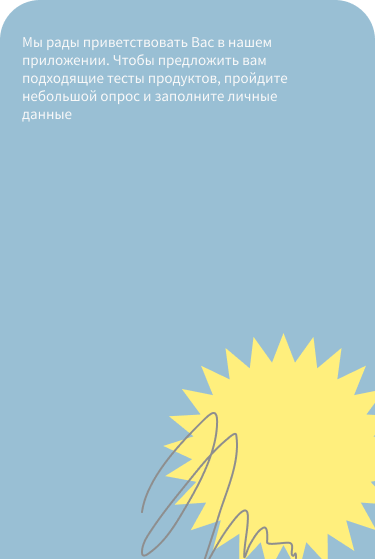 Мы рады приветствовать Вас в нашем
приложении. Чтобы предложить вам
подходящие тесты продуктов, пройдите
небольшой опрос и заполните личные
данные